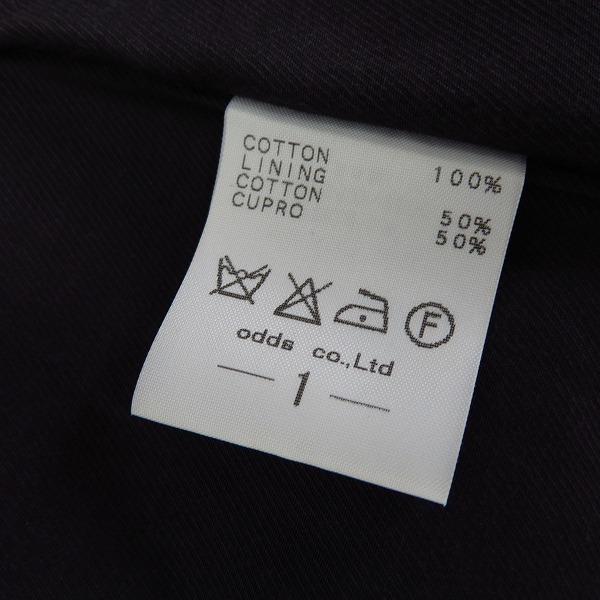 COTTON 100%
LINING
COTTON 50%
CUPRO 50%
F
odds co.,Ltd
— 1 —